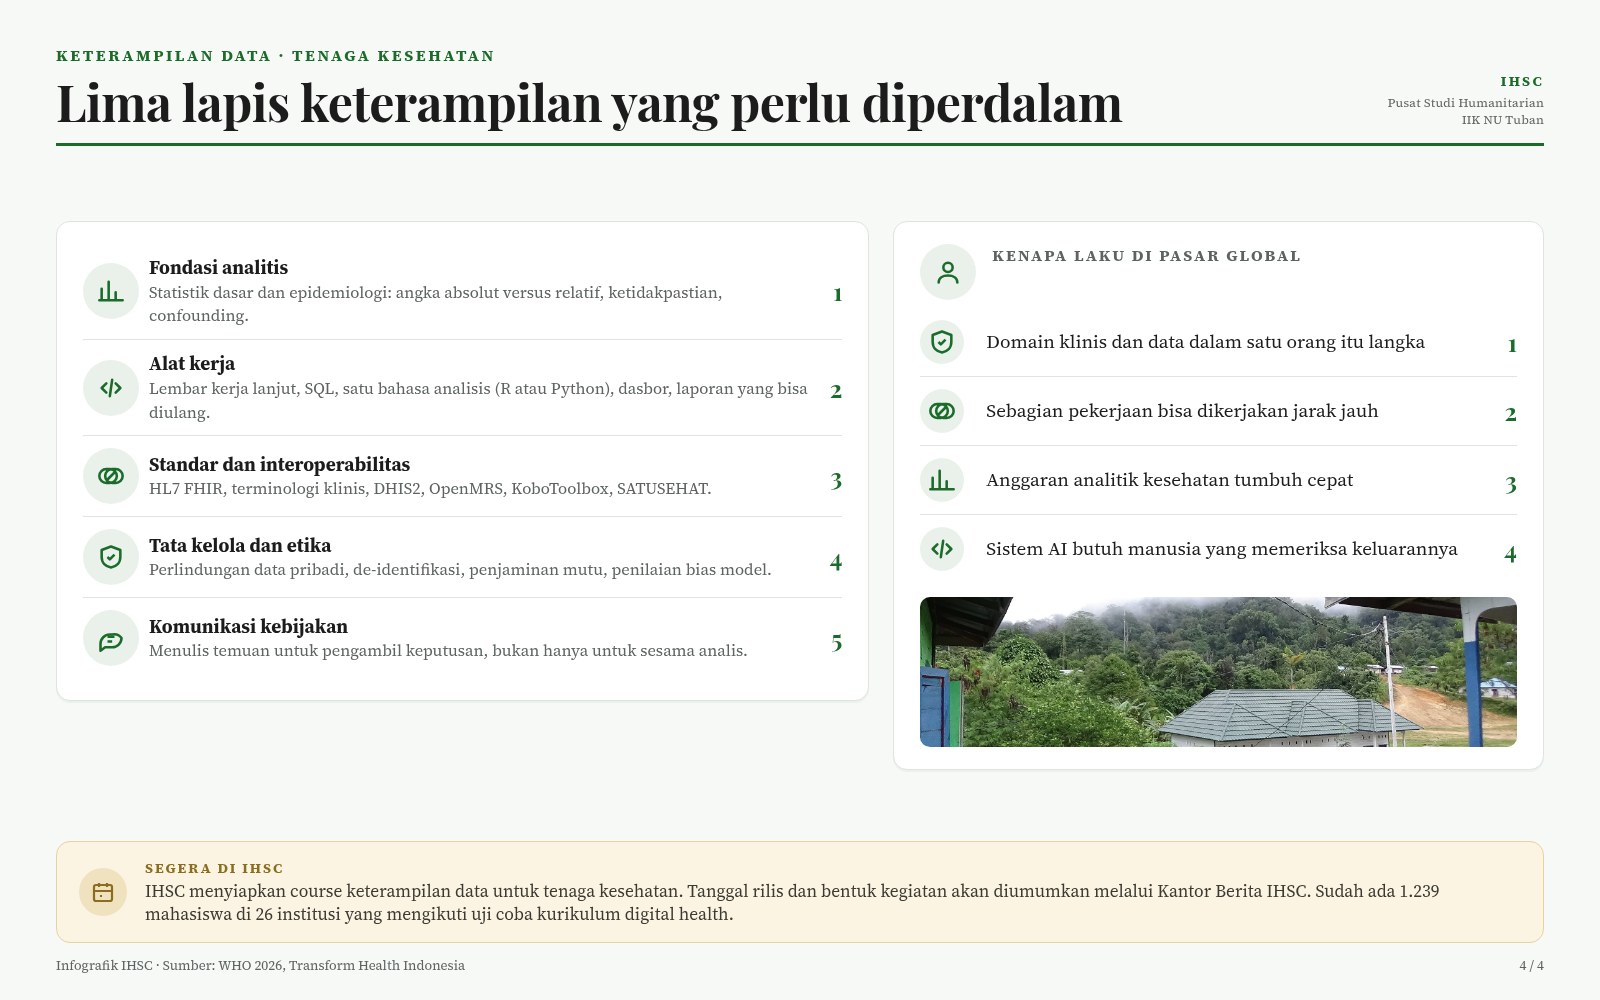 KETERAMPILAN DATA · TENAGA KESEHATAN
Lima lapis keterampilan yang perlu diperdalam
IHSC
Pusat Studi Humanitarian
IIK NU Tuban
Fondasi analitis
Statistik dasar dan epidemiologi: angka absolut versus relatif, ketidakpastian,
confounding.
1
Alat kerja
Lembar kerja lanjut, SQL, satu bahasa analisis (R atau Python), dasbor, laporan yang bisa
diulang.
2
Standar dan interoperabilitas
HL7 FHIR, terminologi klinis, DHIS2, OpenMRS, KoboToolbox, SATUSEHAT.
3
Tata kelola dan etika
Perlindungan data pribadi, de-identifikasi, penjaminan mutu, penilaian bias model.
4
Komunikasi kebijakan
Menulis temuan untuk pengambil keputusan, bukan hanya untuk sesama analis.
5
KENAPA LAKU DI PASAR GLOBAL
Domain klinis dan data dalam satu orang itu langka
1
Sebagian pekerjaan bisa dikerjakan jarak jauh
2
Anggaran analitik kesehatan tumbuh cepat
3
Sistem AI butuh manusia yang memeriksa keluarannya
4
SEGERA DI IHSC
IHSC menyiapkan course keterampilan data untuk tenaga kesehatan. Tanggal rilis dan bentuk kegiatan akan diumumkan melalui Kantor Berita IHSC. Sudah ada 1.239
mahasiswa di 26 institusi yang mengikuti uji coba kurikulum digital health.
Infografik IHSC · Sumber: WHO 2026, Transform Health Indonesia
4 / 4